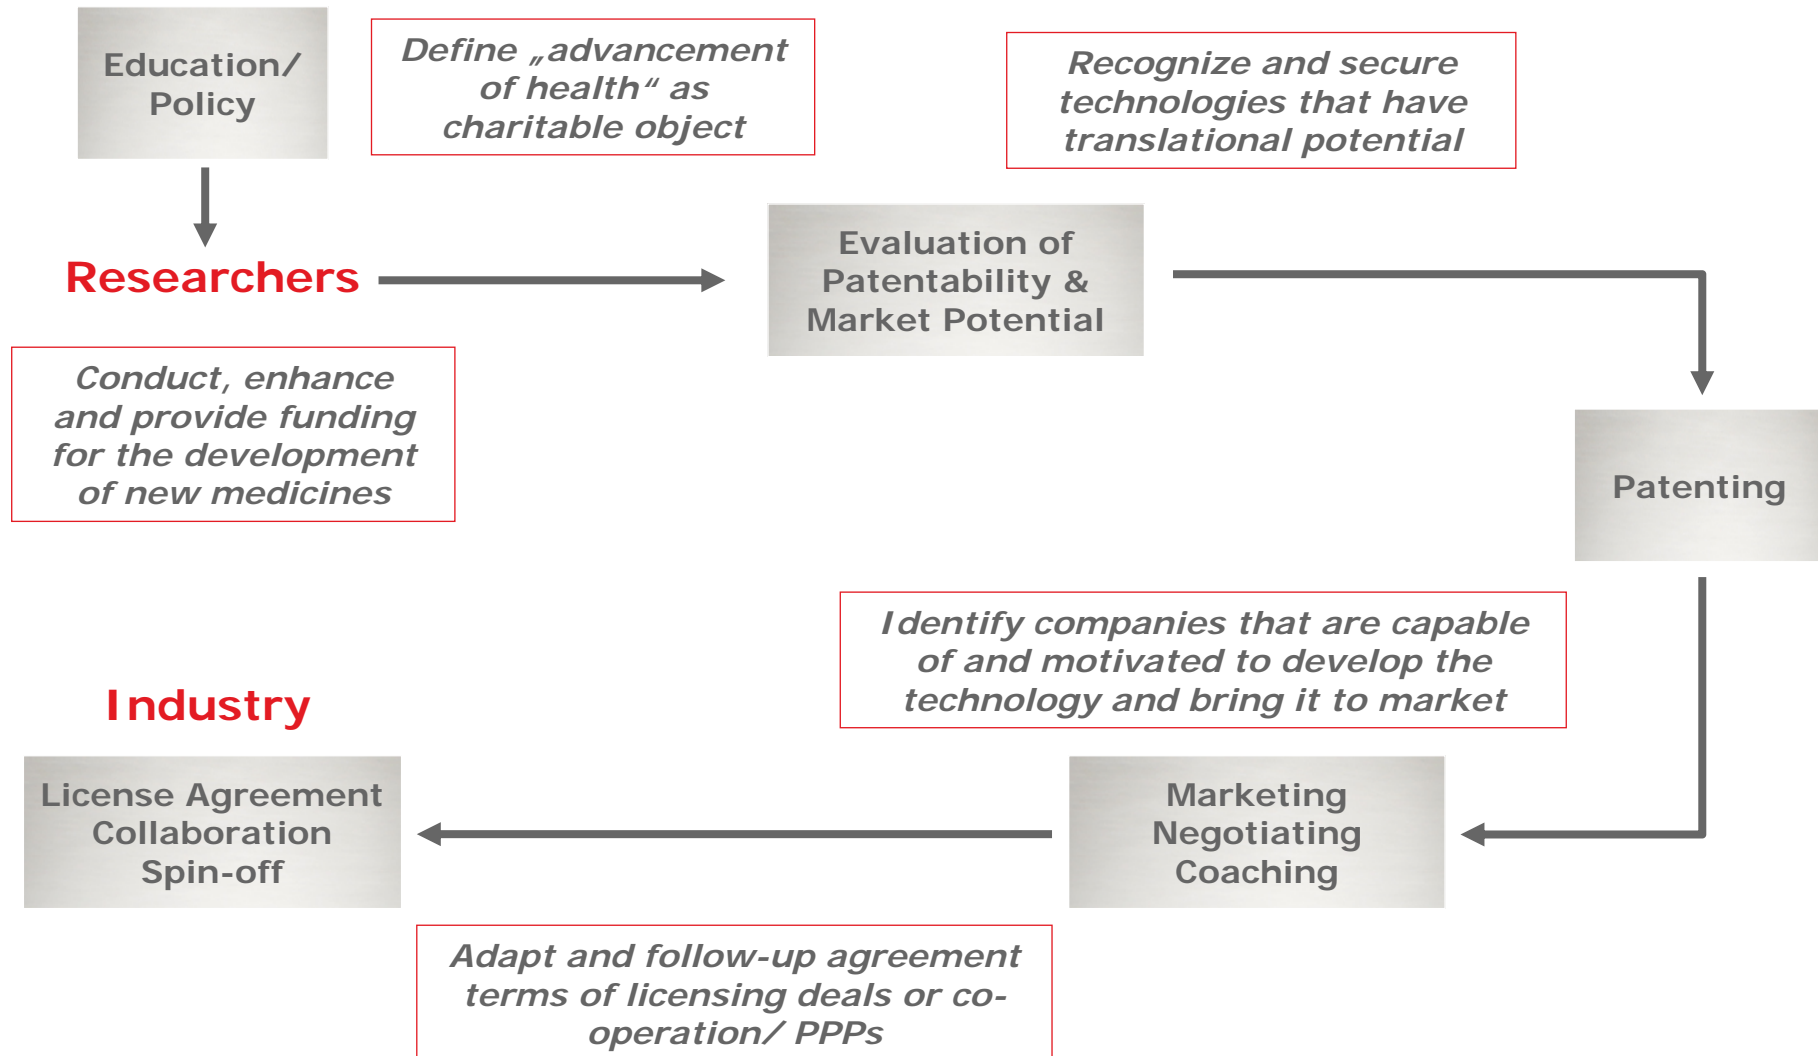 Education/
Policy
Define „advancement
of health“ as
charitable object
Recognize and secure
technologies that have
translational potential
Researchers
Evaluation of
Patentability &
Market Potential
Conduct, enhance
and provide funding
for the development
of new medicines
Patenting
Identify companies that are capable
of and motivated to develop the
technology and bring it to market
Industry
License Agreement
Collaboration
Spin-off
Marketing
Negotiating
Coaching
Adapt and follow-up agreement
terms of licensing deals or co-
operation/ PPPs